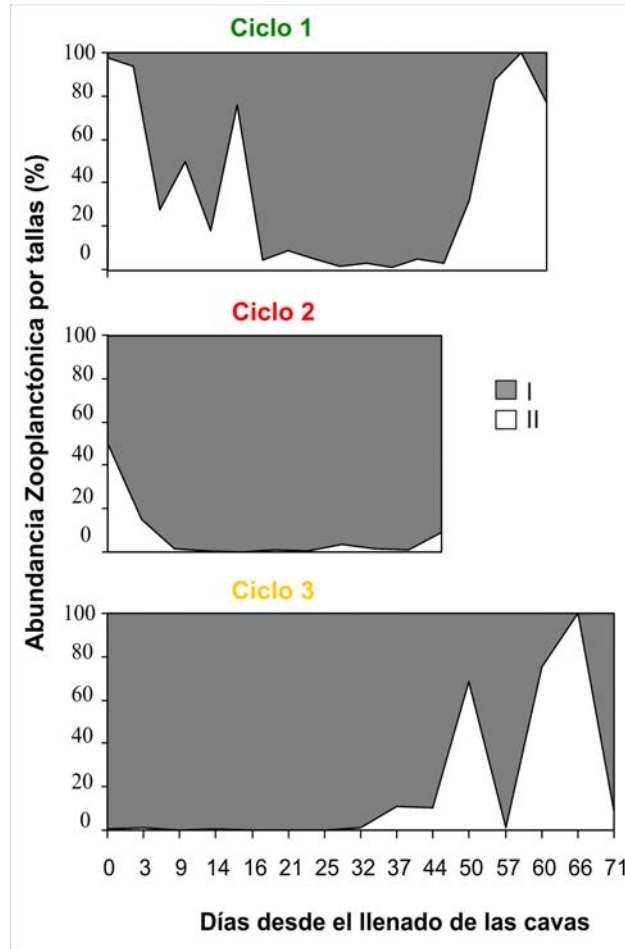 Ciclo 1
100
80
60
40
20
0
Ciclo 2
100
80
60
40
20
0
I
II
Ciclo 3
100
80
60
40
20
0
0 3 9 14 16 21 25 32 37 44 50 57 60 66 71
Abundancia Zooplanctónica por tallas (%)
Días desde el llenado de las cavas